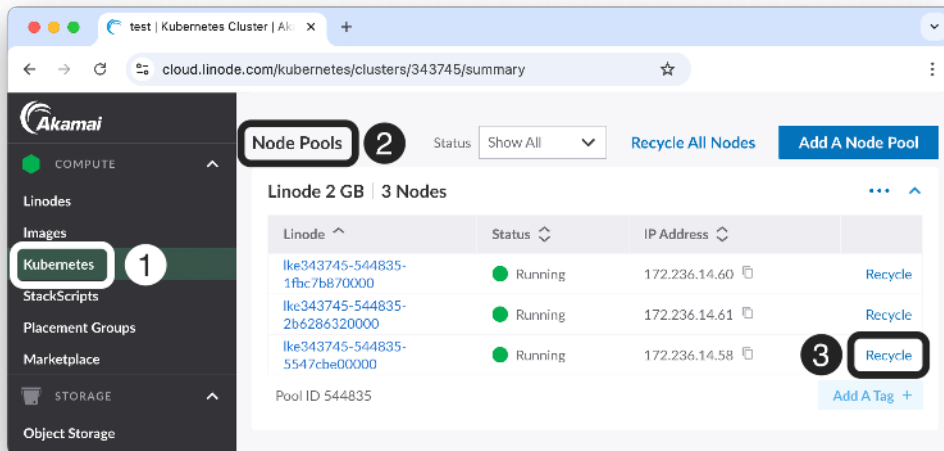 test | Kubernetes Cluster | Ak
cloud.linode.com/kubernetes/clusters/343745/summary
Akamai
COMPUTE
Linodes
Images
Kubernetes 1
StackScripts
Placement Groups
Marketplace
STORAGE
Object Storage
Node Pools 2 Status Show All Recycle All Nodes Add A Node Pool
Linode 2 GB | 3 Nodes
Linode Status IP Address
lke343745-544835-
1fbc7b870000 Running 172.236.14.60 Recycle
lke343745-544835-
2b6286320000 Running 172.236.14.61 Recycle
lke343745-544835-
5547cbe00000 Running 172.236.14.58 3 Recycle
Pool ID 544835 Add A Tag +